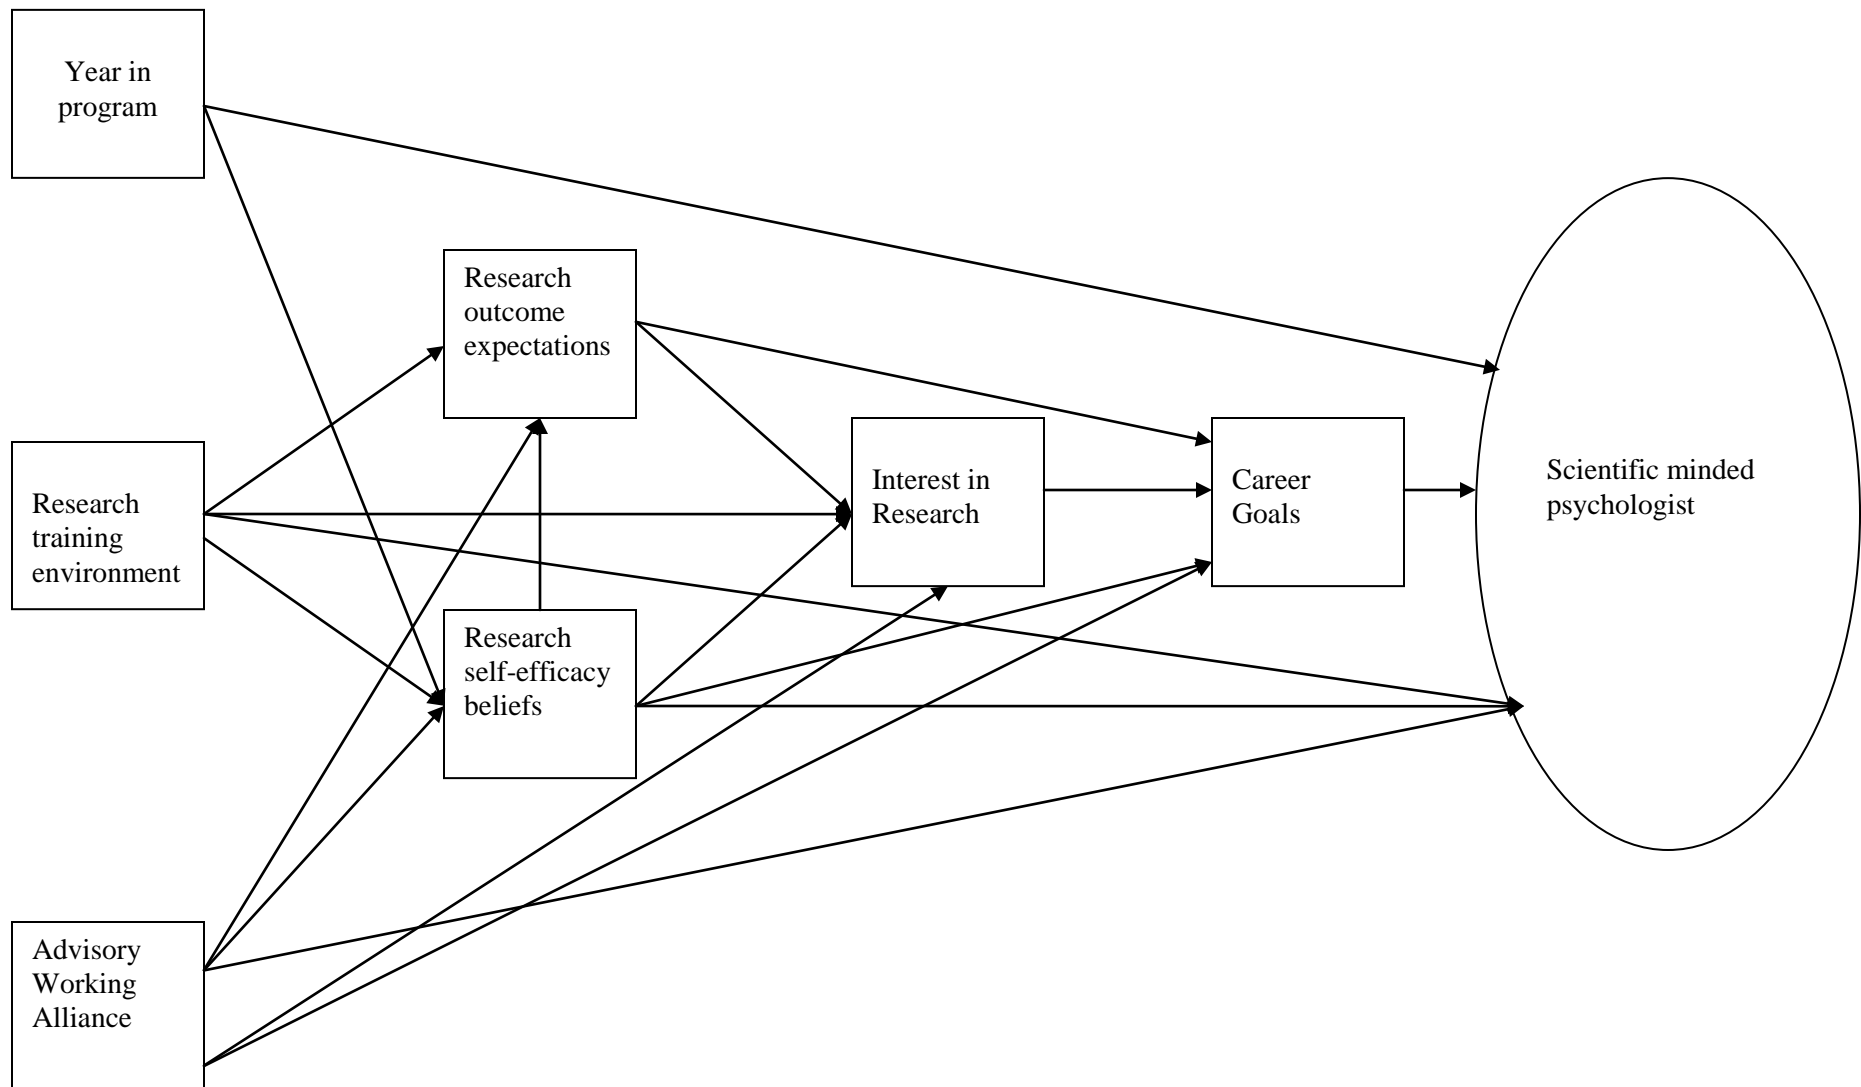 Year in
program
Research
outcome
expectations
Research
training
environment
Interest in
Research
Career
Goals
Scientific minded
psychologist
Research
self-efficacy
beliefs
Advisory
Working
Alliance